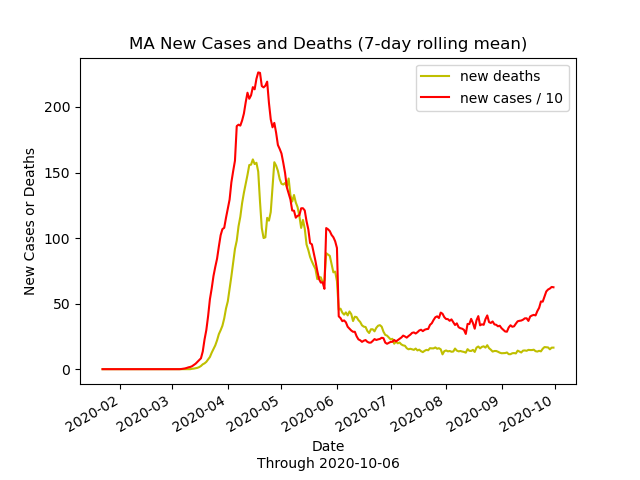 MA New Cases and Deaths (7-day rolling mean)
new deaths
new cases / 10
New Cases or Deaths
200
150
100
50
0
2020-02
2020-03
2020-04
2020-05
2020-06
2020-07
2020-08
2020-09
2020-10
Date
Through 2020-10-06